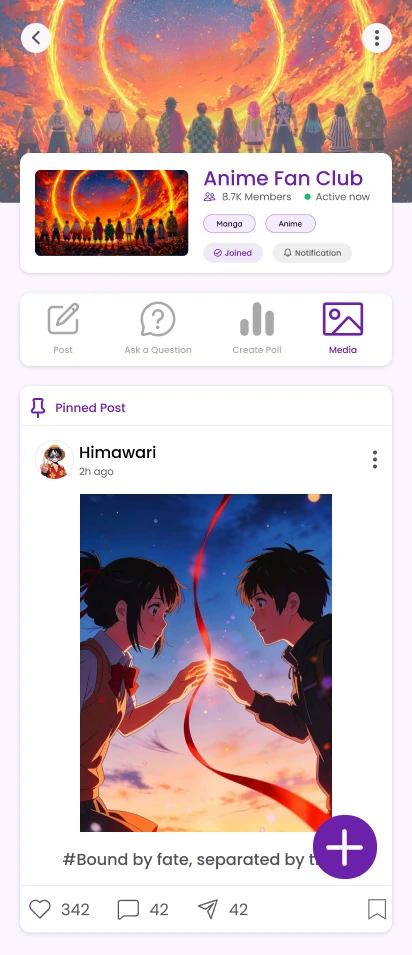 Anime Fan Club
8.7K Members Active now
Manga Anime
Joined Notification
Post Ask a Question Create Poll Media
Pinned Post
Himawari
2h ago
#Bound by fate, separated by
342 42 42